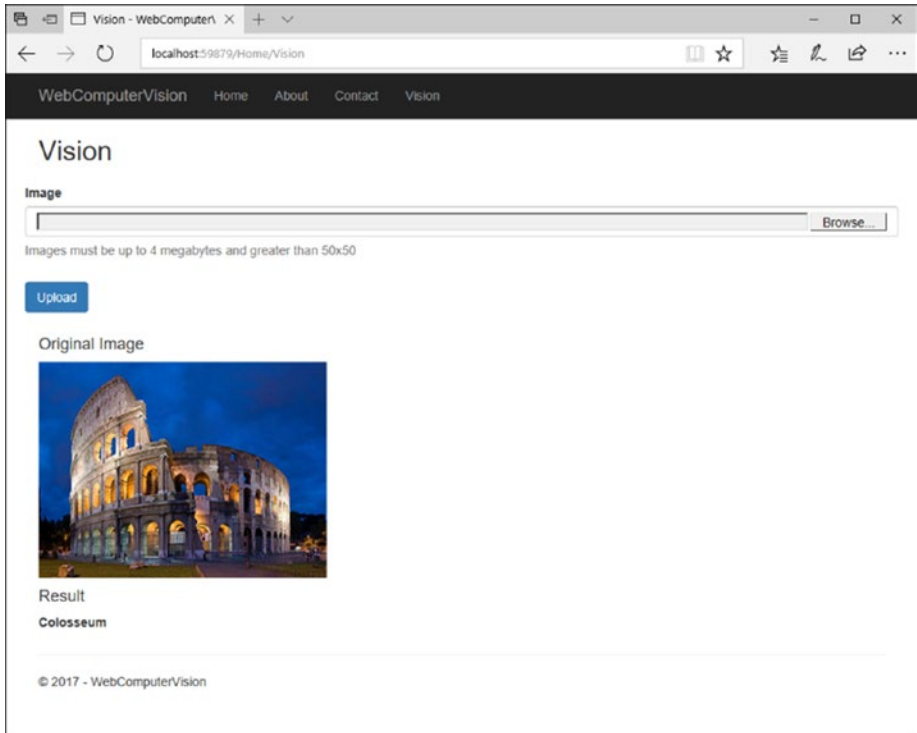 Vision - WebComputer\
localhost:59879/Home/Vision
WebComputerVision Home About Contact Vision
Vision
Image
Browse...
Images must be up to 4 megabytes and greater than 50x50
Upload
Original Image
Result
Colosseum
© 2017 - WebComputerVision